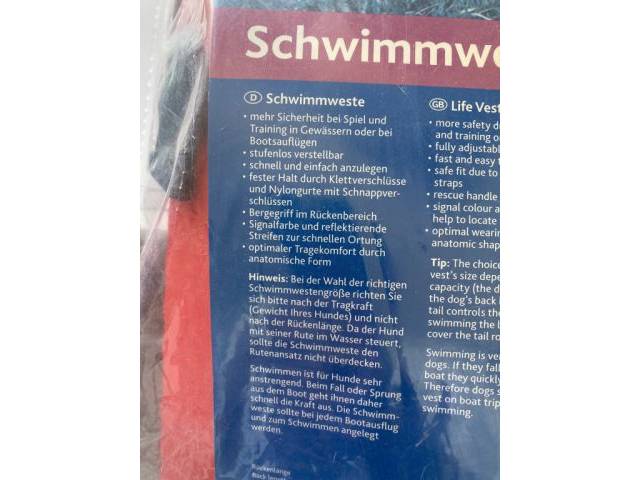 Schwimmwe
D Schwimmweste
• mehr Sicherheit bei Spiel und
Training in Gewässern oder bei
Bootsauflügen
• stufenlos verstellbar
• schnell und einfach anzulegen
• fester Halt durch Klettverschlüsse
und Nylongurte mit Schnappver-
schlüssen
• Bergegriff im Rückenbereich
• Signalfarbe und reflektierende
Streifen zur schnellen Ortung
• optimaler Tragekomfort durch
anatomische Form
Hinweis: Bei der Wahl der richtigen
Schwimmwestengröße richten Sie
sich bitte nach der Tragkraft
(Gewicht Ihres Hundes) und nicht
nach der Rückenlänge. Da der Hund
mit seiner Rute im Wasser steuert,
sollte die Schwimmweste den
Rutenansatz nicht überdecken.
Schwimmen ist für Hunde sehr
anstrengend. Beim Fall oder Sprung
aus dem Boot geht ihnen daher
schnell die Kraft aus. Die Schwimm-
weste sollte bei jedem Bootsausflug
und zum Schwimmen angelegt
werden.
Rückenlänge
Back length
GB Life Vest
• more safety d
and training o
• fully adjustabl
• fast and easy t
• safe fit due to
straps
• rescue handle
• signal colour a
help to locate
• optimal wearin
anatomic shap
Tip: The choice
vest's size depe
capacity (the d
the dog's back
tail controls the
swimming the b
cover the tail ro
Swimming is ver
dogs. If they fall
boat they quickly
Therefore dogs s
vest on boat trip
swimming.